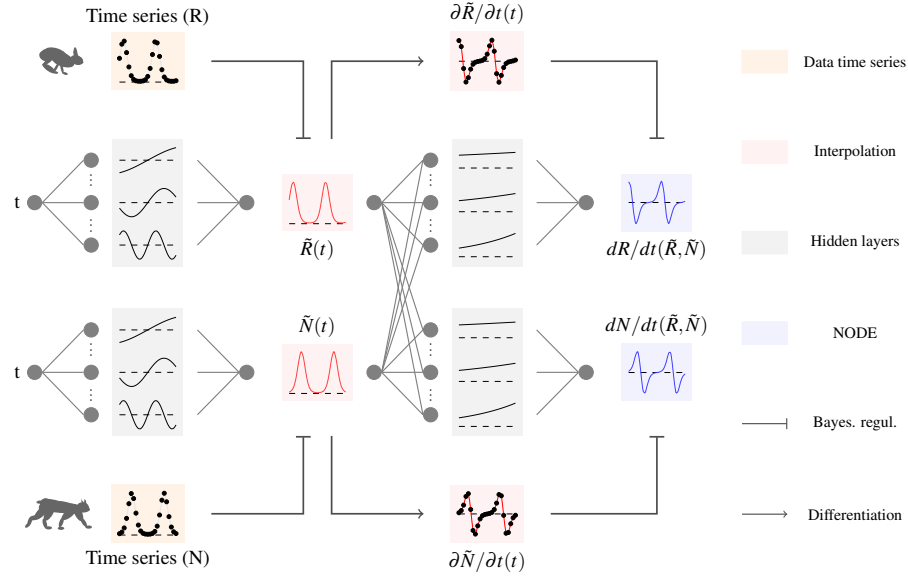 Time series (R)
∂R̃/∂t(t)
Data time series
t
R̃(t)
dR/dt(R̃, Ñ)
Interpolation
Hidden layers
Ñ(t)
dN/dt(R̃, Ñ)
NODE
t
Bayes. regul.
Time series (N)
∂Ñ/∂t(t)
Differentiation